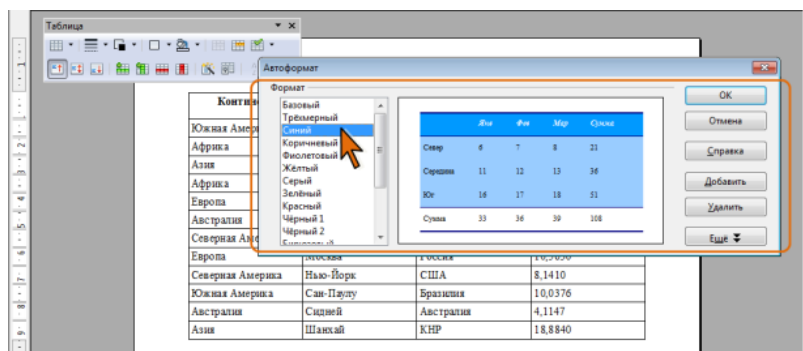 Таблица
Автоформат
Формат
Базовый
Трёхмерный
Синий
Коричневый
Фиолетовый
Жёлтый
Серый
Зелёный
Красный
Чёрный 1
Чёрный 2
Янв Фев Мар Сумма
Север 6 7 8 21
Середина 11 12 13 36
Юг 16 17 18 51
Сумма 33 36 39 108
ОК
Отмена
Справка
Добавить
Удалить
Ещё
Южная
Африка
Азия
Африка
Европа
Австралия
Северная
Европа Москва Россия
Северная Америка Нью-Йорк США 8,1410
Южная Америка Сан-Паулу Бразилия 10,0376
Австралия Сидней Австралия 4,1147
Азия Шанхай КНР 18,8840